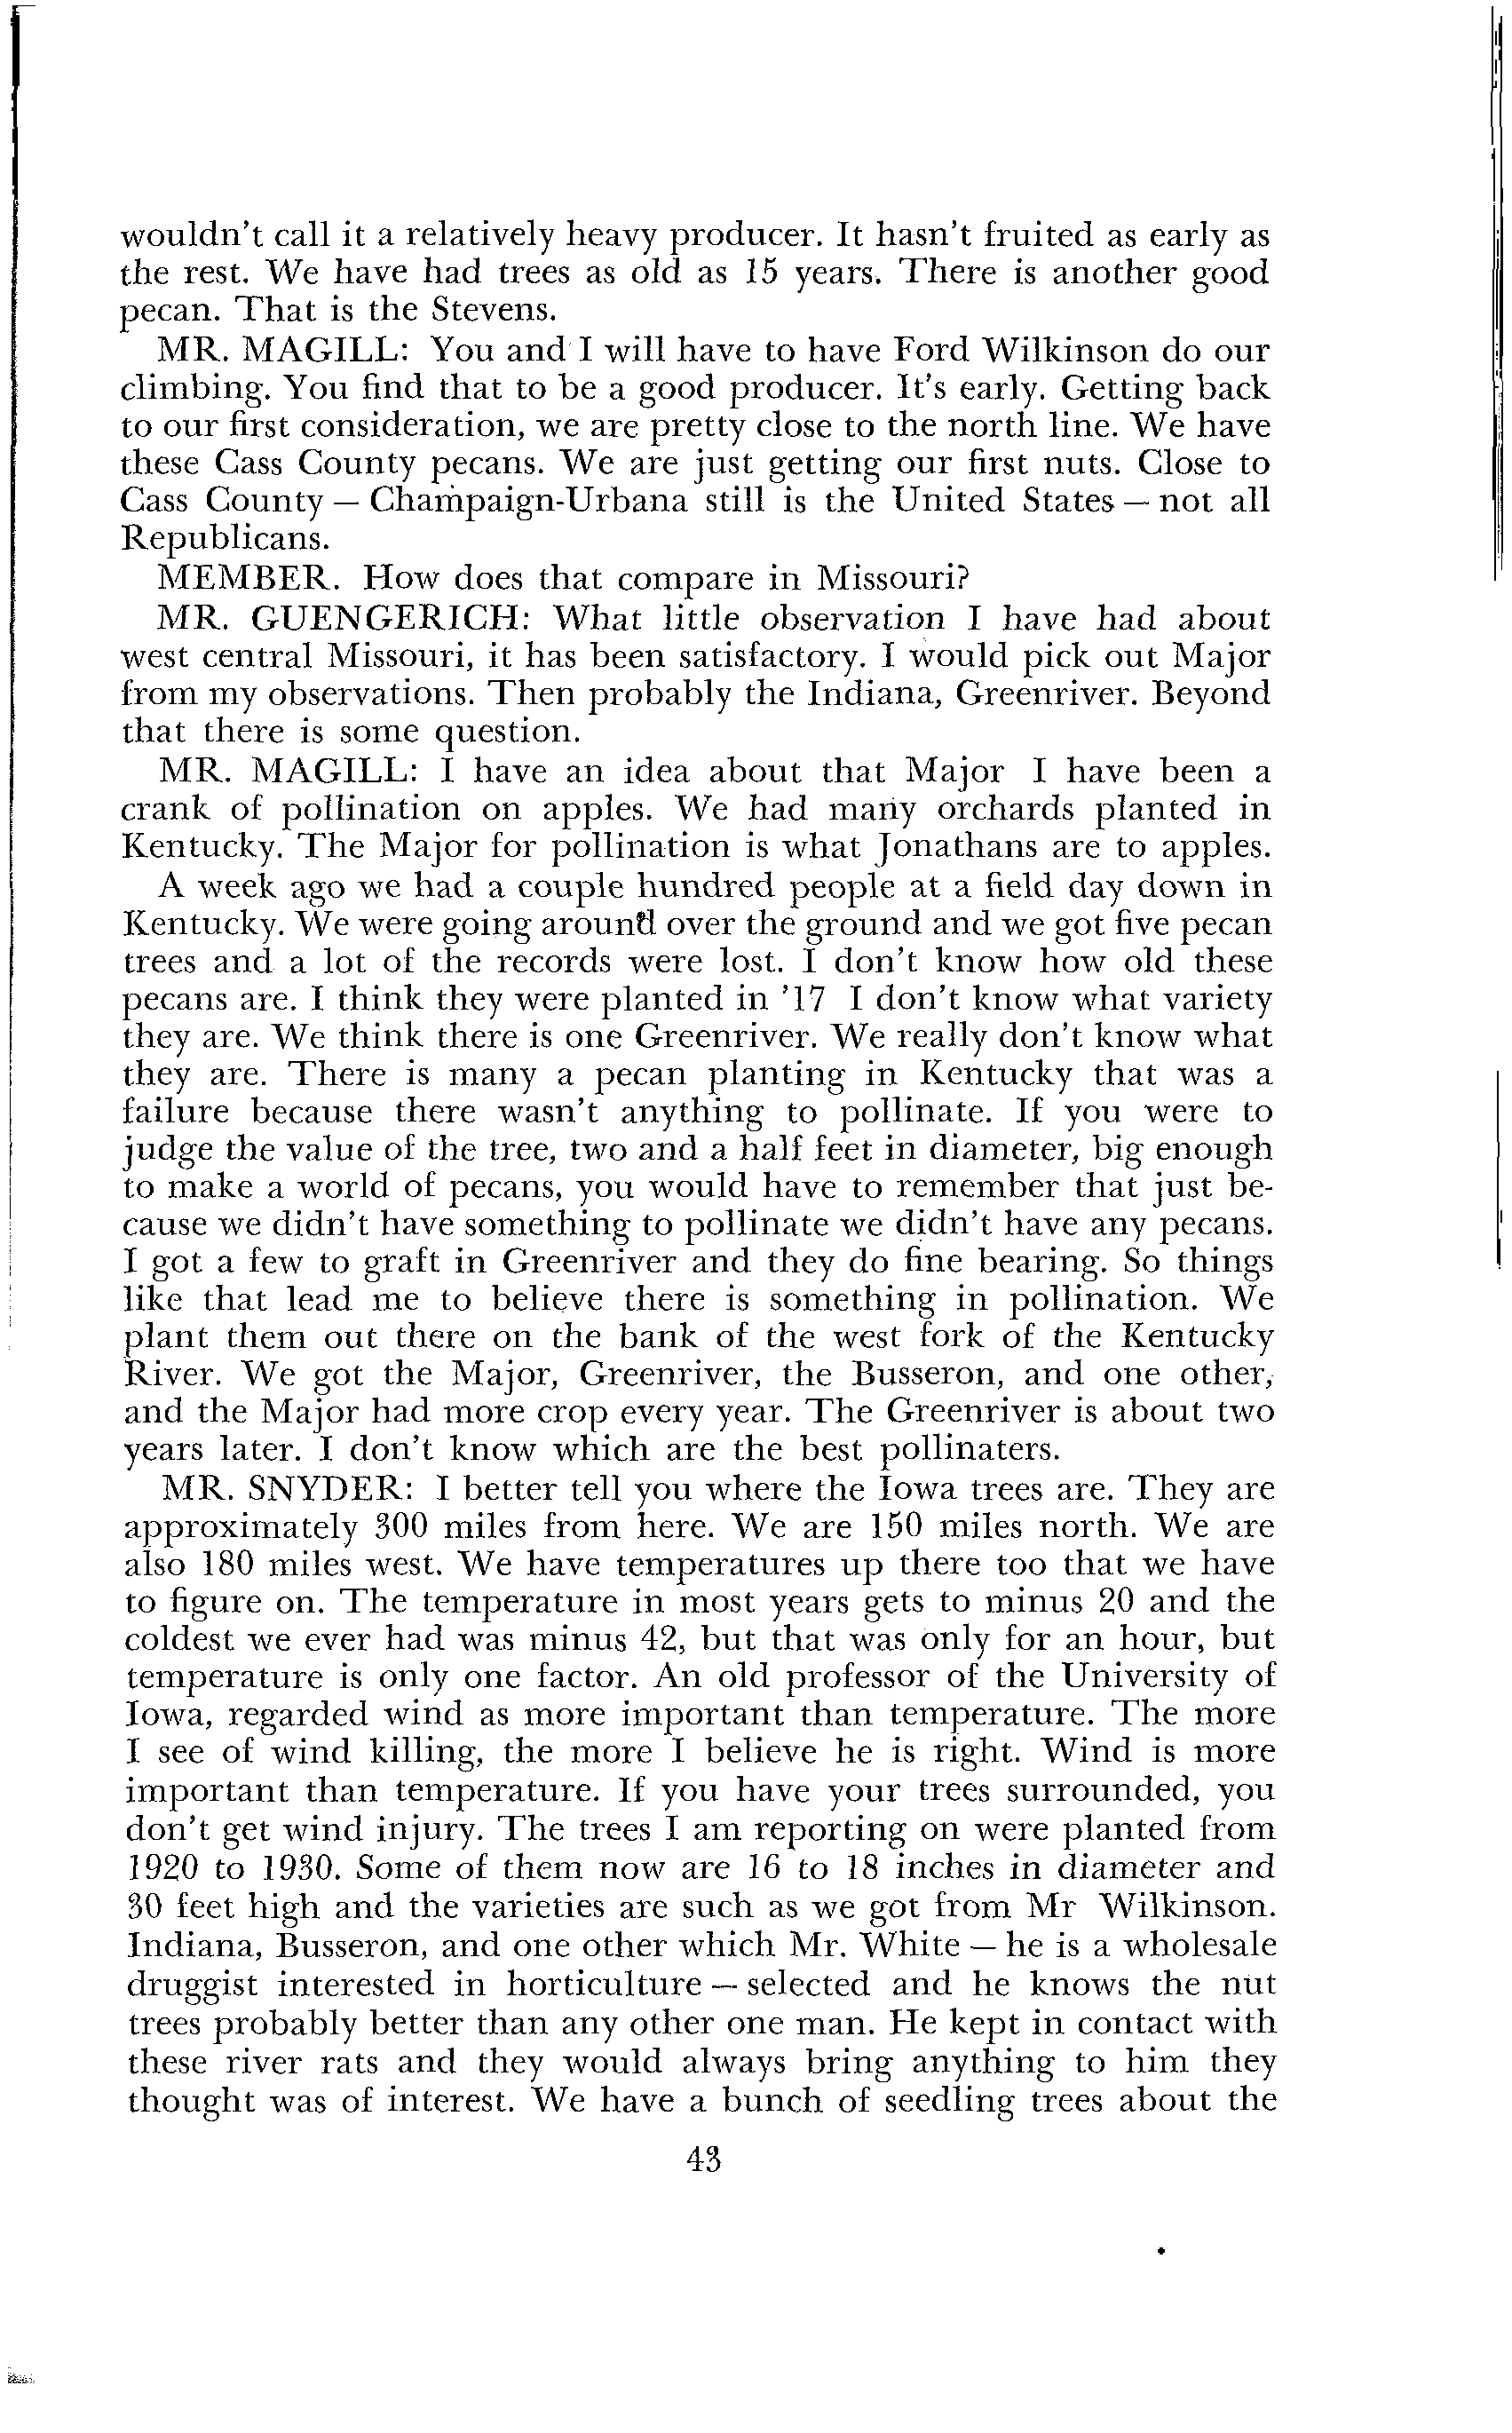 wouldn't call it a relatively heavy producer. It hasn't fruited as early as
the rest. We have had trees as old as 15 years. There is another good
pecan. That is the Stevens.
MR. MAGILL: You and I will have to have Ford Wilkinson do our
climbing. You find that to be a good producer. It's early. Getting back
to our first consideration, we are pretty close to the north line. We have
these Cass County pecans. We are just getting our first nuts. Close to
Cass County — Champaign-Urbana still is the United States — not all
Republicans.
MEMBER. How does that compare in Missouri?
MR. GUENGERICH: What little observation I have had about
west central Missouri, it has been satisfactory. I would pick out Major
from my observations. Then probably the Indiana, Greenriver. Beyond
that there is some question.
MR. MAGILL: I have an idea about that Major I have been a
crank of pollination on apples. We had many orchards planted in
Kentucky. The Major for pollination is what Jonathans are to apples.
A week ago we had a couple hundred people at a field day down in
Kentucky. We were going around over the ground and we got five pecan
trees and a lot of the records were lost. I don't know how old these
pecans are. I think they were planted in '17 I don't know what variety
they are. We think there is one Greenriver. We really don't know what
they are. There is many a pecan planting in Kentucky that was a
failure because there wasn't anything to pollinate. If you were to
judge the value of the tree, two and a half feet in diameter, big enough
to make a world of pecans, you would have to remember that just be-
cause we didn't have something to pollinate we didn't have any pecans.
I got a few to graft in Greenriver and they do fine bearing. So things
like that lead me to believe there is something in pollination. We
plant them out there on the bank of the west fork of the Kentucky
River. We got the Major, Greenriver, the Busseron, and one other,
and the Major had more crop every year. The Greenriver is about two
years later. I don't know which are the best pollinaters.
MR. SNYDER: I better tell you where the Iowa trees are. They are
approximately 300 miles from here. We are 150 miles north. We are
also 180 miles west. We have temperatures up there too that we have
to figure on. The temperature in most years gets to minus 20 and the
coldest we ever had was minus 42, but that was only for an hour, but
temperature is only one factor. An old professor of the University of
Iowa, regarded wind as more important than temperature. The more
I see of wind killing, the more I believe he is right. Wind is more
important than temperature. If you have your trees surrounded, you
don't get wind injury. The trees I am reporting on were planted from
1920 to 1930. Some of them now are 16 to 18 inches in diameter and
30 feet high and the varieties are such as we got from Mr Wilkinson.
Indiana, Busseron, and one other which Mr. White — he is a wholesale
druggist interested in horticulture — selected and he knows the nut
trees probably better than any other one man. He kept in contact with
these river rats and they would always bring anything to him they
thought was of interest. We have a bunch of seedling trees about the
43